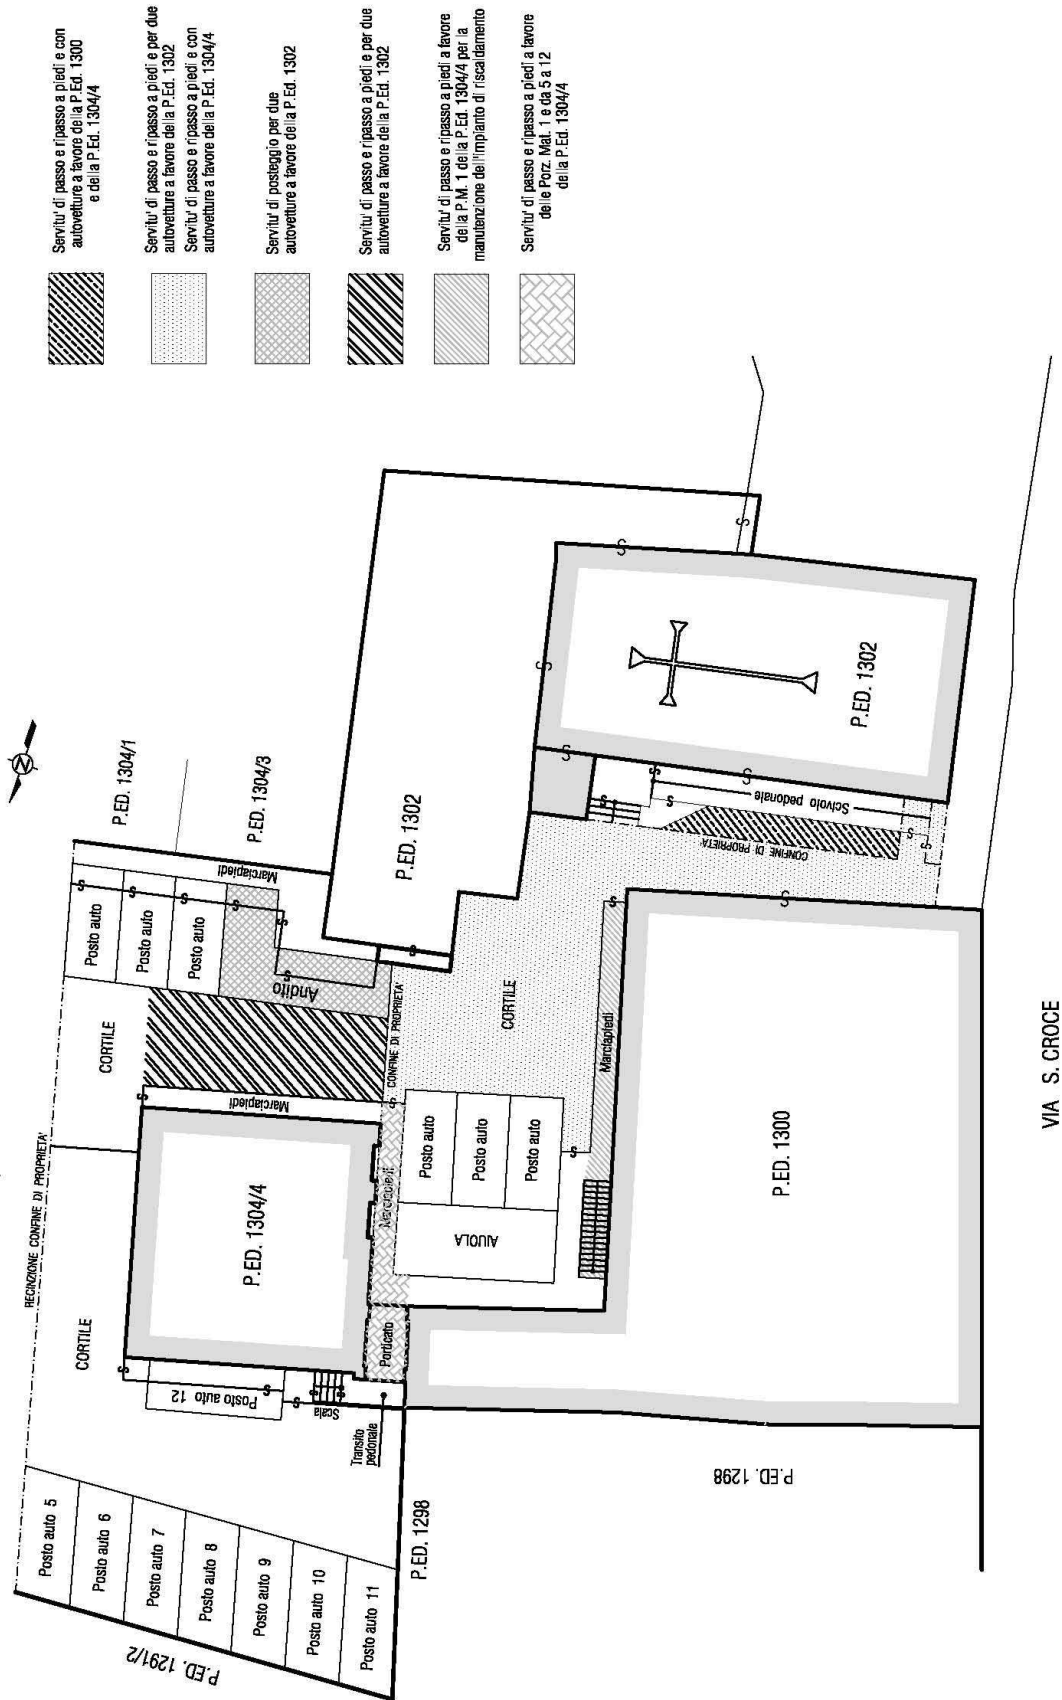 Servitu' di passo e ripasso a piedi e con
autovetture a favore della P.Ed. 1300
e della P.Ed. 1304/4
Servitu' di passo e ripasso a piedi e per due
autovetture a favore della P.Ed. 1302
Servitu' di passo e ripasso a piedi e con
autovetture a favore della P.Ed. 1304/4
Servitu' di posteggio per due
autovetture a favore della P.Ed. 1302
Servitu' di passo e ripasso a piedi e per due
autovetture a favore della P.Ed. 1302
Servitu' di passo e ripasso a piedi a favore
della P.M. 1 della P.Ed. 1304/4 per la
manutenzione dell'impianto di riscaldamento
Servitu' di passo e ripasso a piedi a favore
delle Porz. Mat. 1 e da 5 a 12
della P.Ed. 1304/4
N
P.ED. 1304/1
P.ED. 1304/3
Marciapiedi
S
S
S
S
S
S
Posto auto
Posto auto
Posto auto
Andito
P.ED. 1302
S
S
S
S
S
P.ED. 1302
S
S
S
S
S
S
Scivolo pedonale
CONFINE DI PROPRIETA'
RECINZIONE CONFINE DI PROPRIETA'
CORTILE
S
Marciapiedi
CONFINE DI PROPRIETA'
S
CORTILE
S
S
Marciapiedi
S
P.ED. 1304/4
Marciapiedi
Posto auto
Posto auto
Posto auto
AIUOLA
P.ED. 1300
CORTILE
S
Posto auto 12
S
S
S
S
Scala
Porticato
Transito
pedonale
P.ED. 1298
P.ED. 1298
Posto auto 5
Posto auto 6
Posto auto 7
Posto auto 8
Posto auto 9
Posto auto 10
Posto auto 11
P.ED. 1291/2
VIA S. CROCE